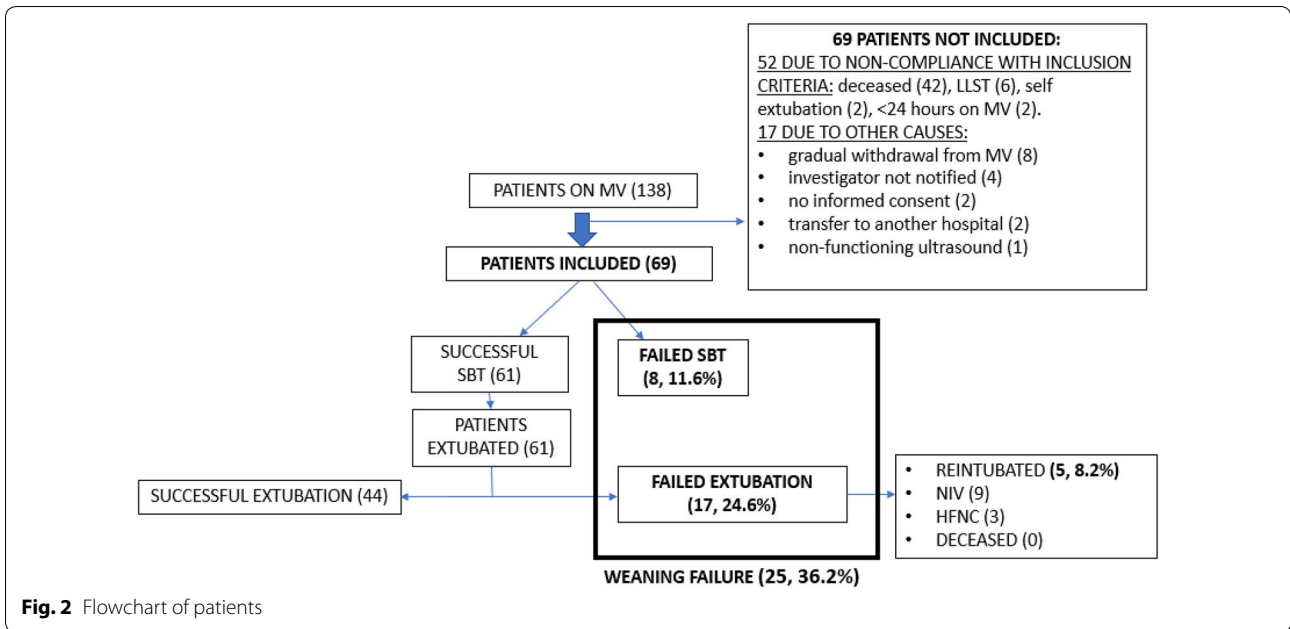 69 PATIENTS NOT INCLUDED:
52 DUE TO NON-COMPLIANCE WITH INCLUSION
CRITERIA: deceased (42), LLST (6), self
extubation (2), <24 hours on MV (2).
17 DUE TO OTHER CAUSES:
• gradual withdrawal from MV (8)
• investigator not notified (4)
• no informed consent (2)
• transfer to another hospital (2)
• non-functioning ultrasound (1)
PATIENTS ON MV (138)
PATIENTS INCLUDED (69)
SUCCESSFUL
SBT (61)
FAILED SBT
(8, 11.6%)
PATIENTS
EXTUBATED (61)
SUCCESSFUL EXTUBATION (44)
FAILED EXTUBATION
(17, 24.6%)
• REINTUBATED (5, 8.2%)
• NIV (9)
• HFNC (3)
• DECEASED (0)
WEANING FAILURE (25, 36.2%)
Fig. 2 Flowchart of patients